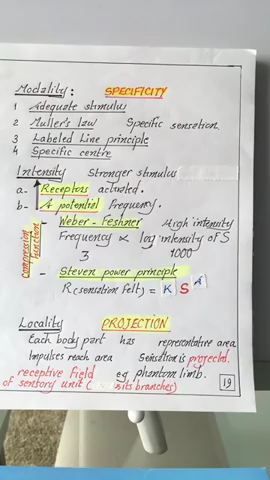 Modality: SPECIFICITY
1 Adequate stimulus
2 Muller's law Specific sensation.
3 Labeled Line principle
4 Specific centre
Intensity Stronger stimulus
a- Receptors actuated.
b- A potential frequency.
- Weber - Feshner High intensity
Frequency ∝ log intensity of S
3 1000
Compression function
- Steven power principle
R (sensation felt) = K S A
Locality PROJECTION
Each body part has representative area
Impulses reach area Sensation is projected.
receptive field eg phantom limb.
of sensory unit ( its branches)
19